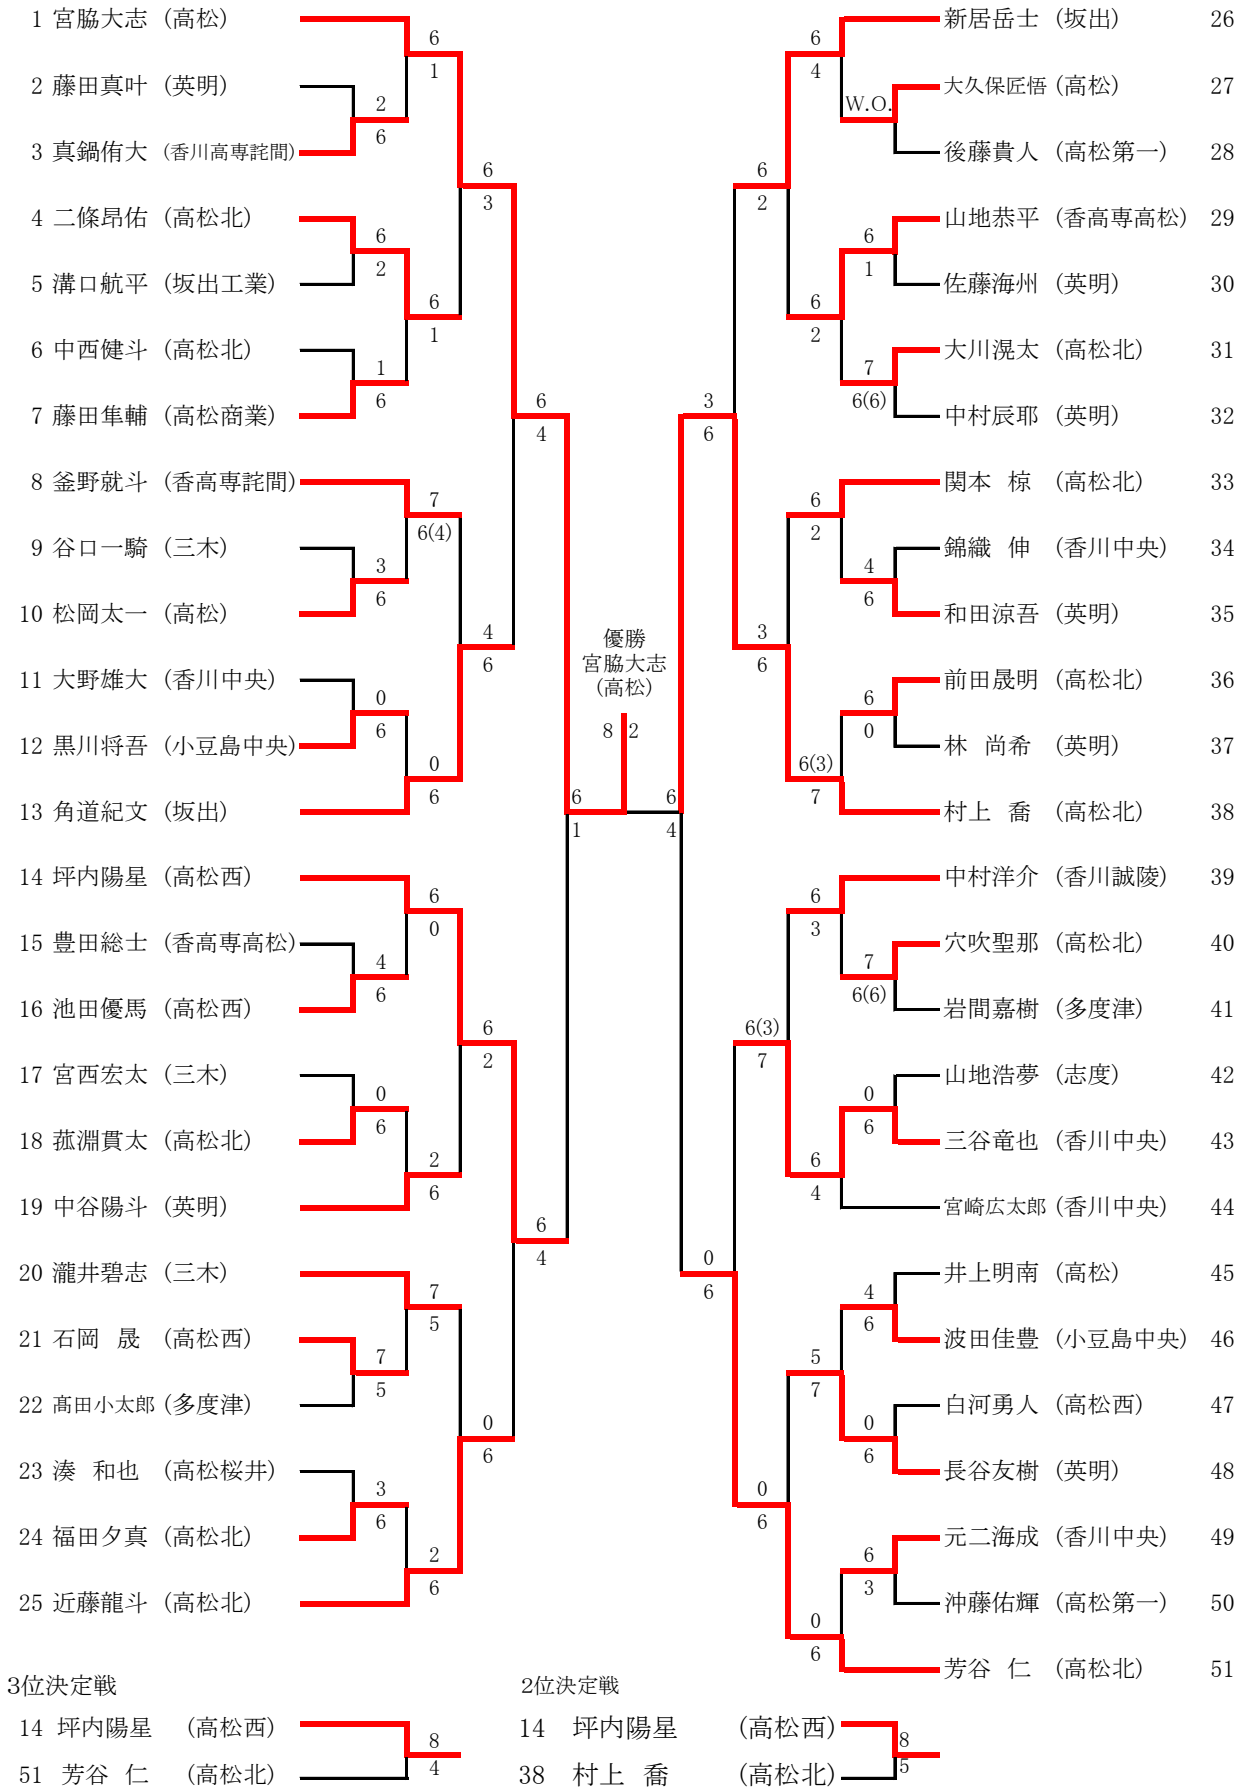 1 宮脇大志 (高松)
6
1
2 藤田真叶 (英明)
2
6
3 真鍋侑大 (香川高専詫間)
6
3
4 二條昂佑 (高松北)
6
2
5 溝口航平 (坂出工業)
6
1
6 中西健斗 (高松北)
1
6
7 藤田隼輔 (高松商業)
6
4
8 釜野就斗 (香高専詫間)
7
6(4)
9 谷口一騎 (三木)
3
6
10 松岡太一 (高松)
4
6
11 大野雄大 (香川中央)
0
6
12 黒川将吾 (小豆島中央)
0
6
13 角道紀文 (坂出)
6
1
14 坪内陽星 (高松西)
6
0
15 豊田総士 (香高専高松)
4
6
16 池田優馬 (高松西)
6
2
17 宮西宏太 (三木)
0
6
18 菰淵貫太 (高松北)
2
6
19 中谷陽斗 (英明)
6
4
20 瀧井碧志 (三木)
7
5
21 石岡 晟 (高松西)
7
5
22 髙田小太郎 (多度津)
0
6
23 湊 和也 (高松桜井)
3
6
24 福田夕真 (高松北)
2
6
25 近藤龍斗 (高松北)
優勝
宮脇大志
(高松)
8 2
新居岳士 (坂出) 26
6
4
大久保匠悟 (高松) 27
W.O.
後藤貴人 (高松第一) 28
6
2
山地恭平 (香高専高松) 29
6
1
佐藤海州 (英明) 30
6
2
大川滉太 (高松北) 31
7
6(6)
中村辰耶 (英明) 32
3
6
関本 椋 (高松北) 33
6
2
錦織 伸 (香川中央) 34
4
6
和田涼吾 (英明) 35
3
6
前田晟明 (高松北) 36
6
0
林 尚希 (英明) 37
6(3)
7
村上 喬 (高松北) 38
6
4
中村洋介 (香川誠陵) 39
6
3
穴吹聖那 (高松北) 40
7
6(6)
岩間嘉樹 (多度津) 41
6(3)
7
山地浩夢 (志度) 42
0
6
三谷竜也 (香川中央) 43
6
4
宮崎広太郎 (香川中央) 44
0
6
井上明南 (高松) 45
4
6
波田佳豊 (小豆島中央) 46
5
7
白河勇人 (高松西) 47
0
6
長谷友樹 (英明) 48
0
6
元二海成 (香川中央) 49
6
3
沖藤佑輝 (高松第一) 50
0
6
芳谷 仁 (高松北) 51
3位決定戦
14 坪内陽星 (高松西)
8
4
51 芳谷 仁 (高松北)
2位決定戦
14 坪内陽星 (高松西)
8
5
38 村上 喬 (高松北)